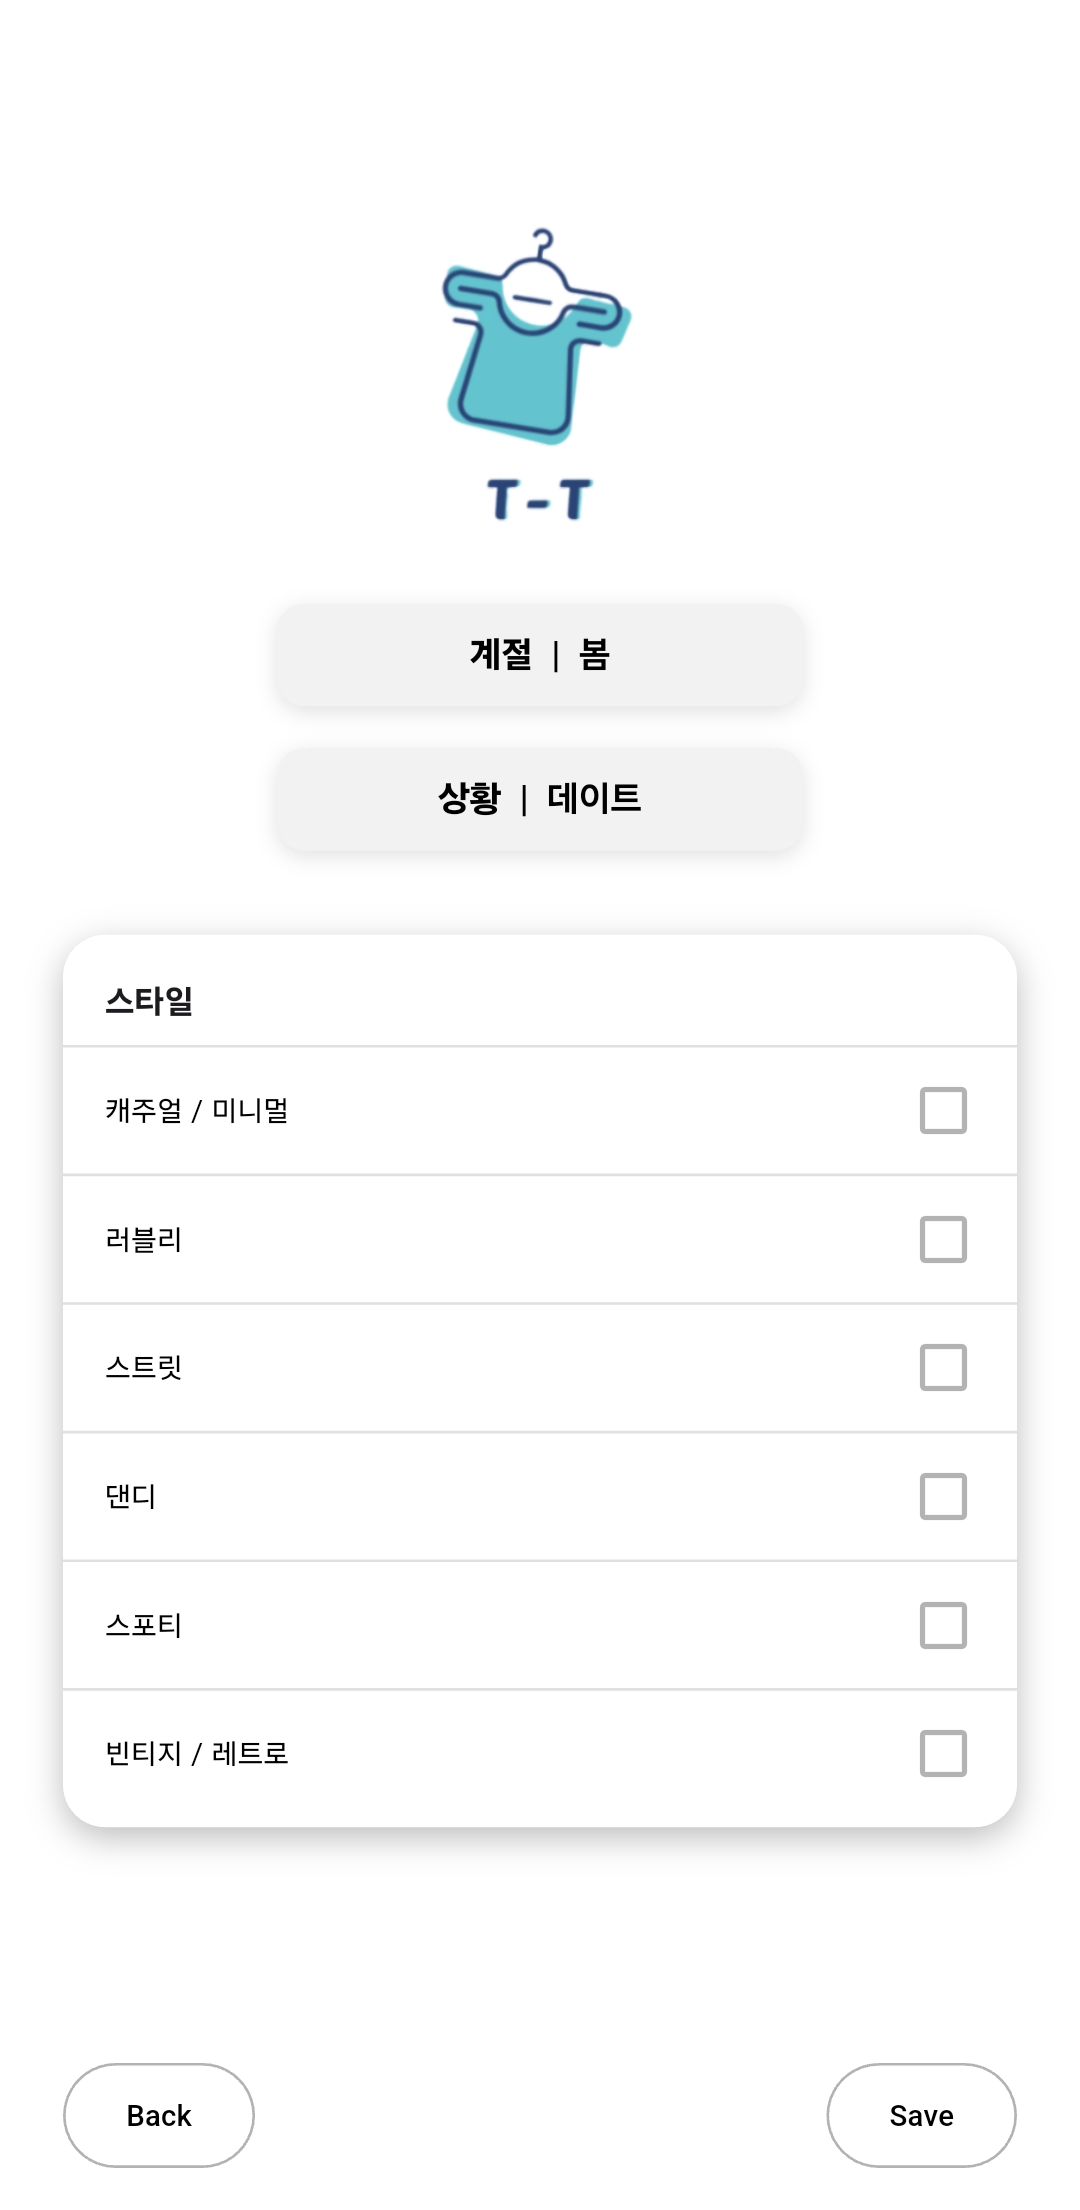 T-T
계절 | 봄
상황 | 데이트
스타일
캐주얼 / 미니멀
러블리
스트릿
댄디
스포티
빈티지 / 레트로
Back
Save